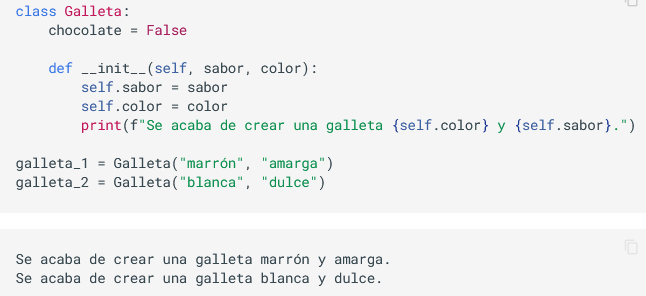 class Galleta:
    chocolate = False

    def __init__(self, sabor, color):
        self.sabor = sabor
        self.color = color
        print(f"Se acaba de crear una galleta {self.color} y {self.sabor}.")

galleta_1 = Galleta("marrón", "amarga")
galleta_2 = Galleta("blanca", "dulce")

Se acaba de crear una galleta marrón y amarga.
Se acaba de crear una galleta blanca y dulce.